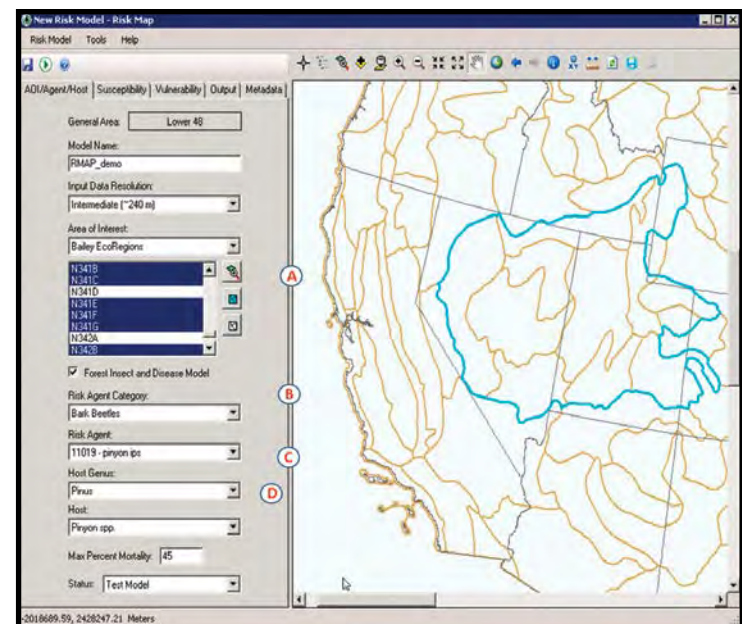 New Risk Model - Risk Map
Risk Model Tools Help
AOI/Agent/Host Susceptibility Vulnerability Output Metadata
General Area: Lower 48
Model Name:
RMAP_demo
Input Data Resolution:
Intermediate (~240 m)
Area of Interest:
Bailey EcoRegions
N341B
N341C
N341D
N341E
N341F
N341G
N342A
N342B
A
Forest Insect and Disease Model
Risk Agent Category:
B
Bark Beetles
Risk Agent:
11019 - pinyon ips
C
Host Genus:
Pinus
D
Host:
Pinyon spp.
Max Percent Mortality: 45
Status: Test Model
-2018689.59, 2428247.21 Meters